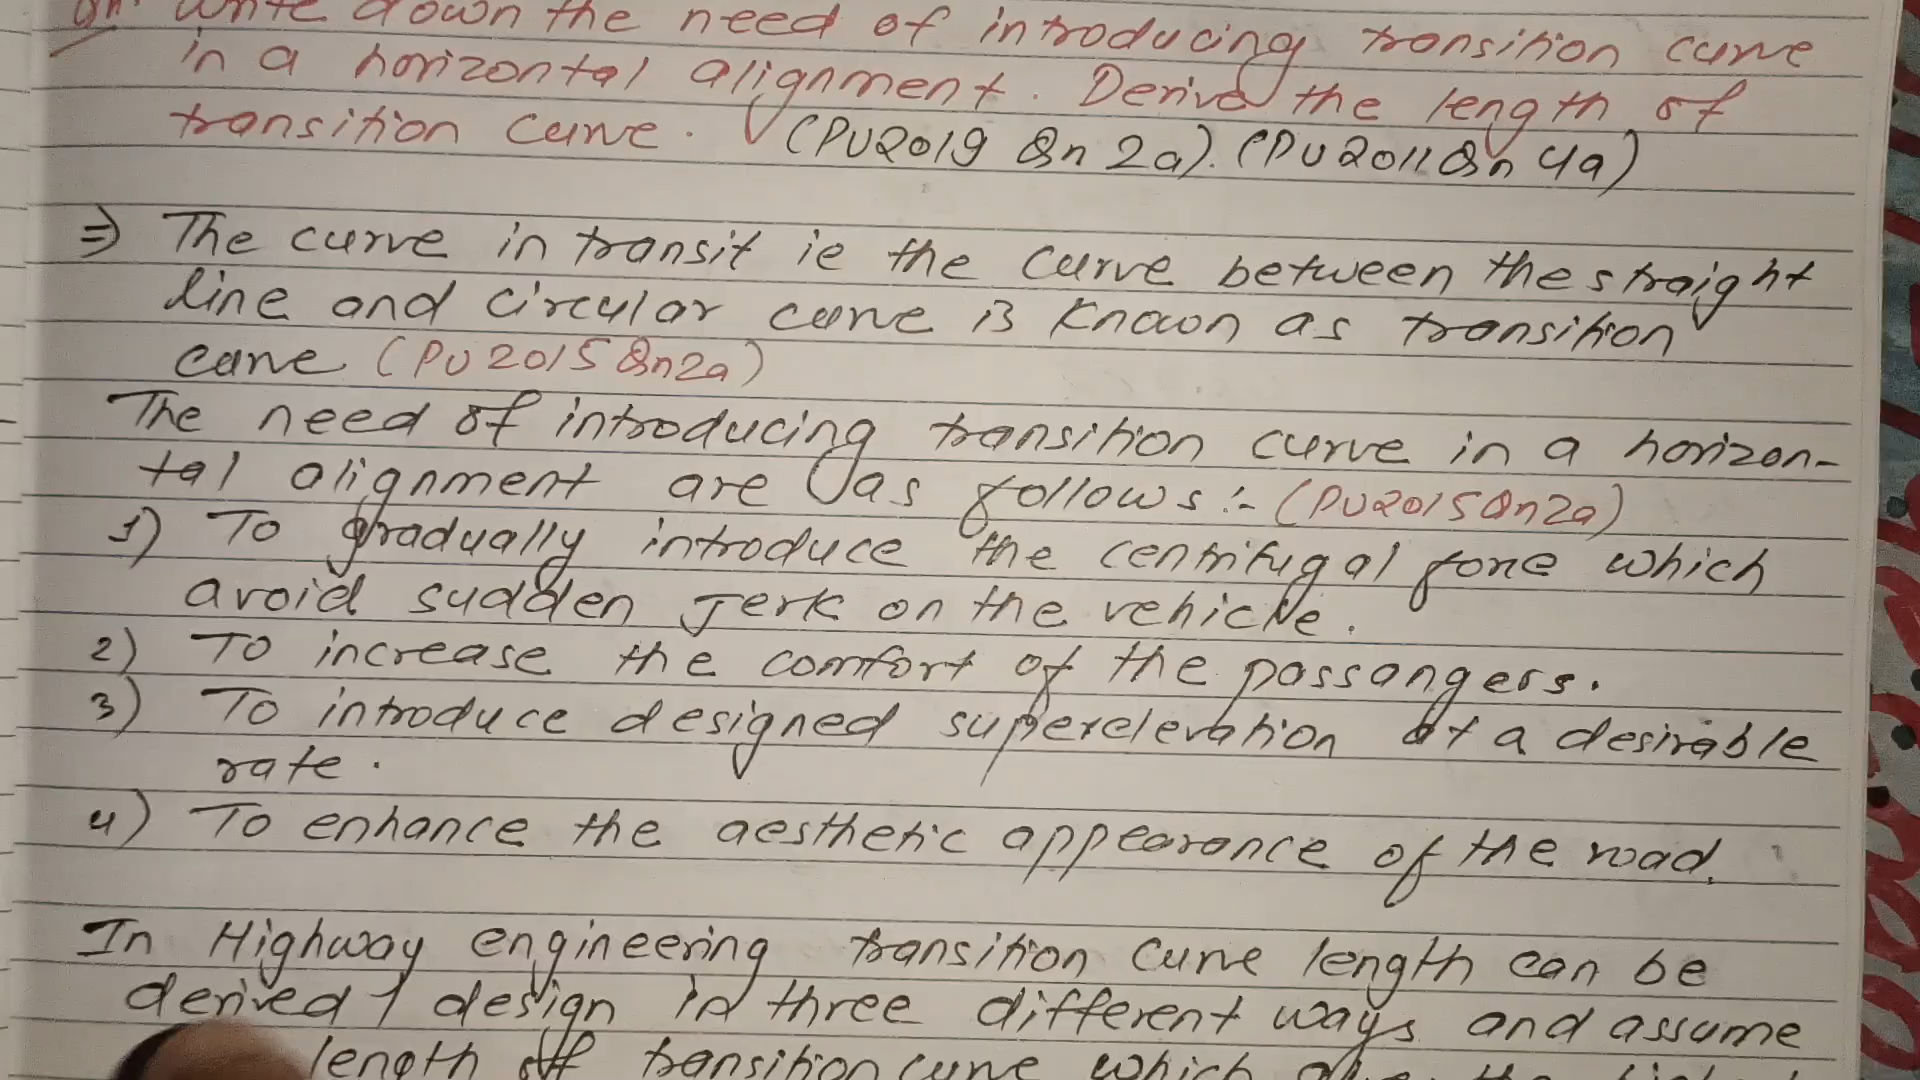 Qn. Write down the need of introducing transition curve
in a horizontal alignment. Derive the length of
transition curve. (PU2019 Qn 2a). (PU2011 Qn 4a)
⇒ The curve in transit ie the curve between the straight
line and circular curve is known as transition
curve (PU 2015 Qn2a)
The need of introducing transition curve in a horizon-
tal alignment are as follows :- (PU2015Qn2a)
1) To gradually introduce the centrifugal force which
avoid sudden Jerk on the vehicle.
2) To increase the comfort of the passangers.
3) To introduce designed superelevation at a desirable
rate.
4) To enhance the aesthetic appearance of the road.
In Highway engineering transition curve length can be
derived / design in three different ways and assume
length of transition curve which